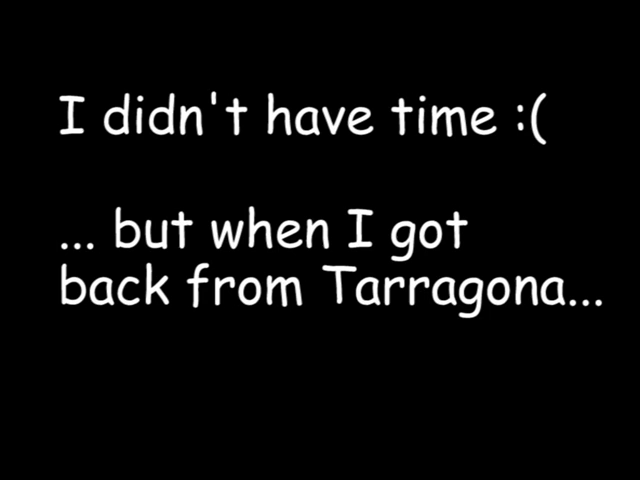 I didn't have time :(
... but when I got
back from Tarragona...